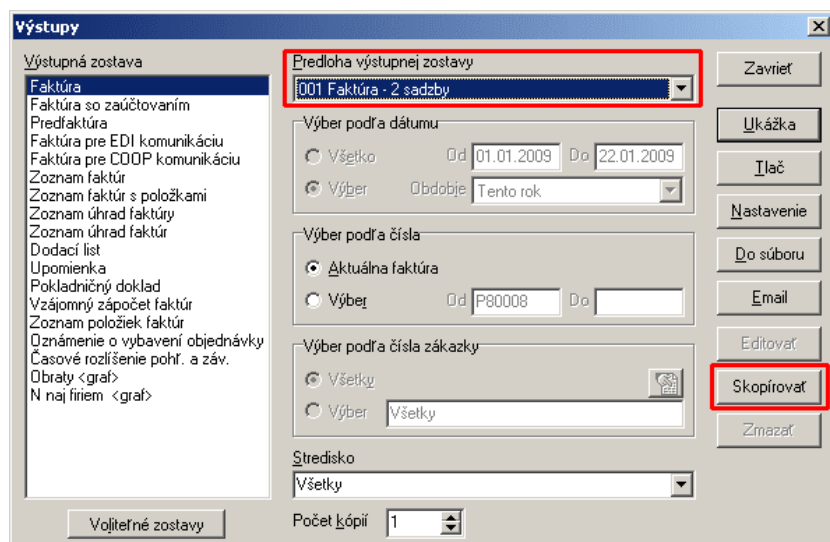 Výstupy
Výstupná zostava
Faktúra
Faktúra so zaúčtovaním
Predfaktúra
Faktúra pre EDI komunikáciu
Faktúra pre COOP komunikáciu
Zoznam faktúr
Zoznam faktúr s položkami
Zoznam úhrad faktúry
Zoznam úhrad faktúr
Dodací list
Upomienka
Pokladničný doklad
Vzájomný zápočet faktúr
Zoznam položiek faktúr
Oznámenie o vybavení objednávky
Časové rozlíšenie pohľ. a záv.
Obraty <graf>
N naj firiem <graf>
Voliteľné zostavy
Predloha výstupnej zostavy
001 Faktúra - 2 sadzby
Výber podľa dátumu
Všetko Od 01.01.2009 Do 22.01.2009
Výber Obdobie Tento rok
Výber podľa čísla
Aktuálna faktúra
Výber Od P80008 Do
Výber podľa čísla zákazky
Všetky
Výber Všetky
Stredisko
Všetky
Počet kópií 1
Zavrieť
Ukážka
Tlač
Nastavenie
Do súboru
Email
Editovať
Skopírovať
Zmazať